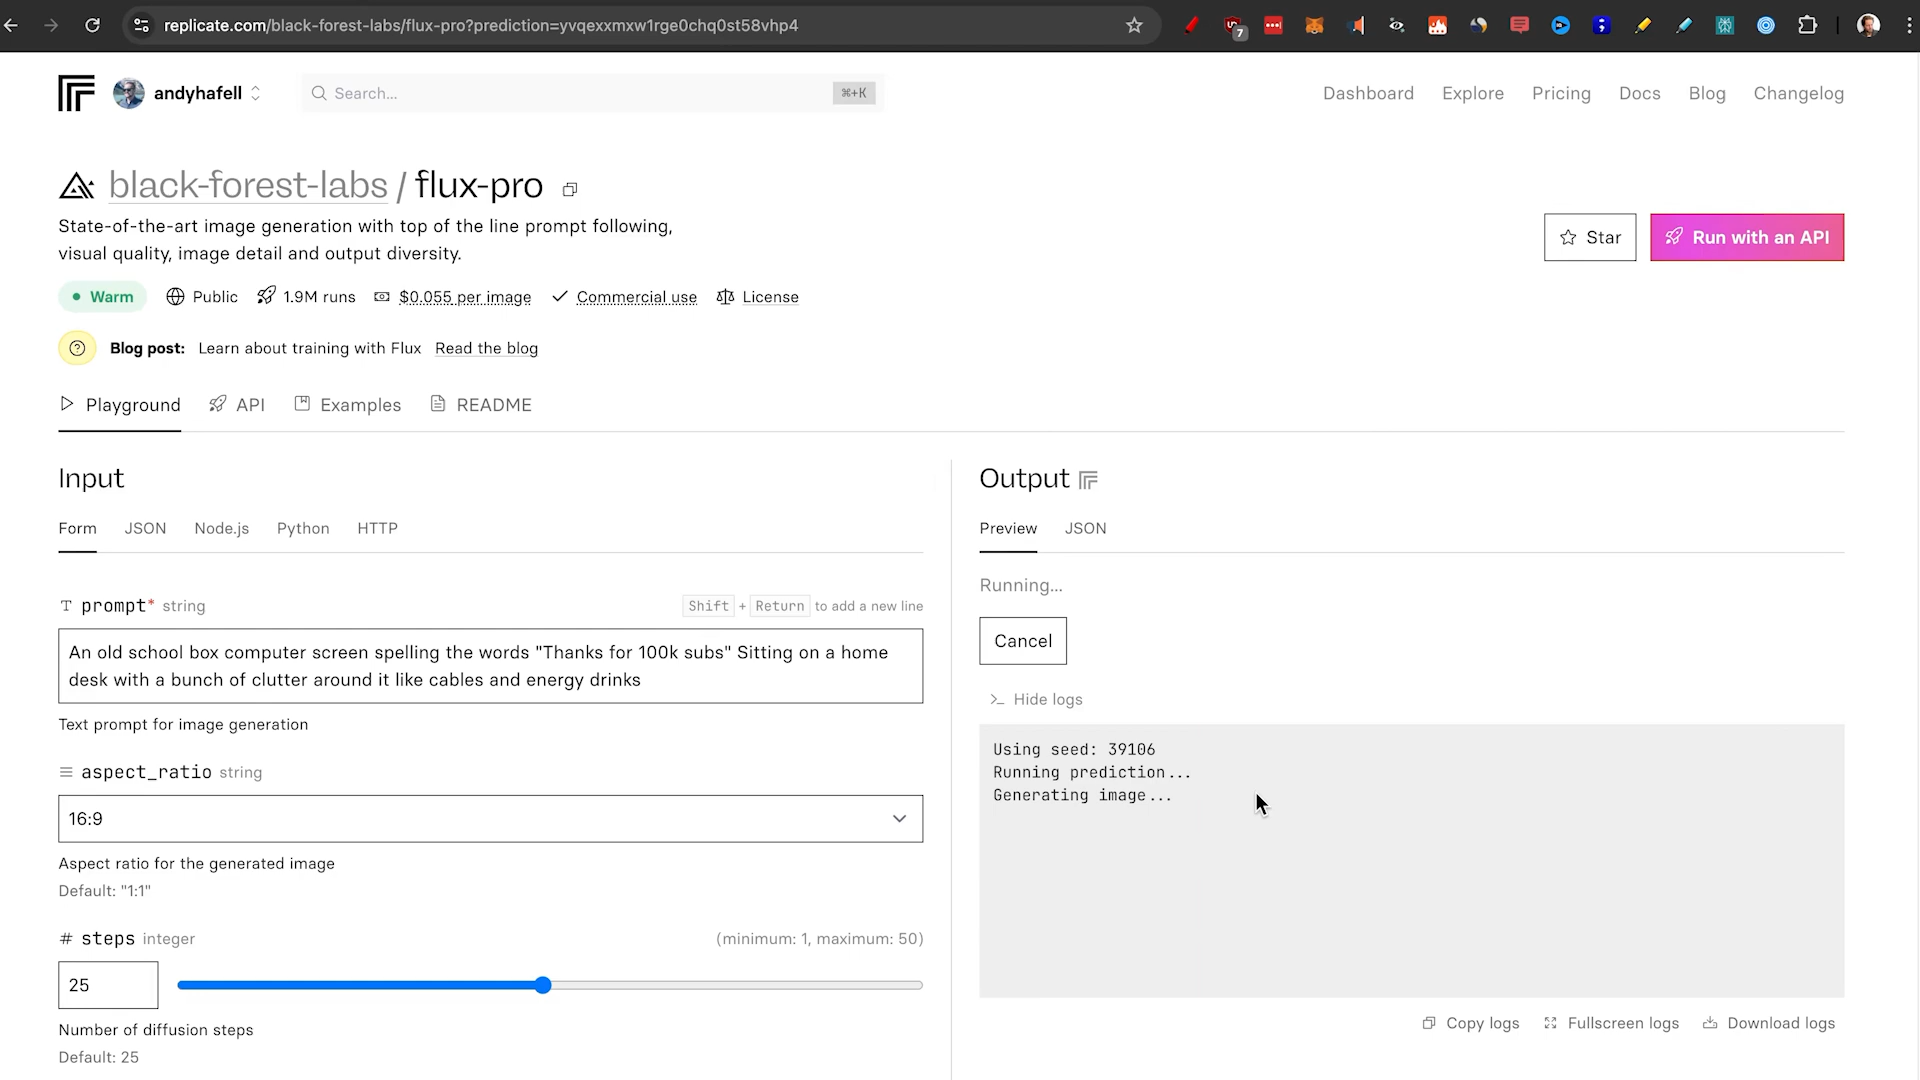 replicate.com/black-forest-labs/flux-pro?prediction=yvqexxmxw1rge0chq0st58vhp4
7
andyhafell
Search...
⌘+K
Dashboard
Explore
Pricing
Docs
Blog
Changelog
black-forest-labs / flux-pro
State-of-the-art image generation with top of the line prompt following,
visual quality, image detail and output diversity.
Star
Run with an API
Warm
Public
1.9M runs
$0.055 per image
Commercial use
License
Blog post: Learn about training with Flux Read the blog
Playground
API
Examples
README
Input
Form
JSON
Node.js
Python
HTTP
T prompt* string
Shift + Return to add a new line
An old school box computer screen spelling the words "Thanks for 100k subs" Sitting on a home
desk with a bunch of clutter around it like cables and energy drinks
Text prompt for image generation
aspect_ratio string
16:9
Aspect ratio for the generated image
Default: "1:1"
# steps integer
(minimum: 1, maximum: 50)
25
Number of diffusion steps
Default: 25
Output
Preview
JSON
Running...
Cancel
>_ Hide logs
Using seed: 39106
Running prediction...
Generating image...
Copy logs
Fullscreen logs
Download logs